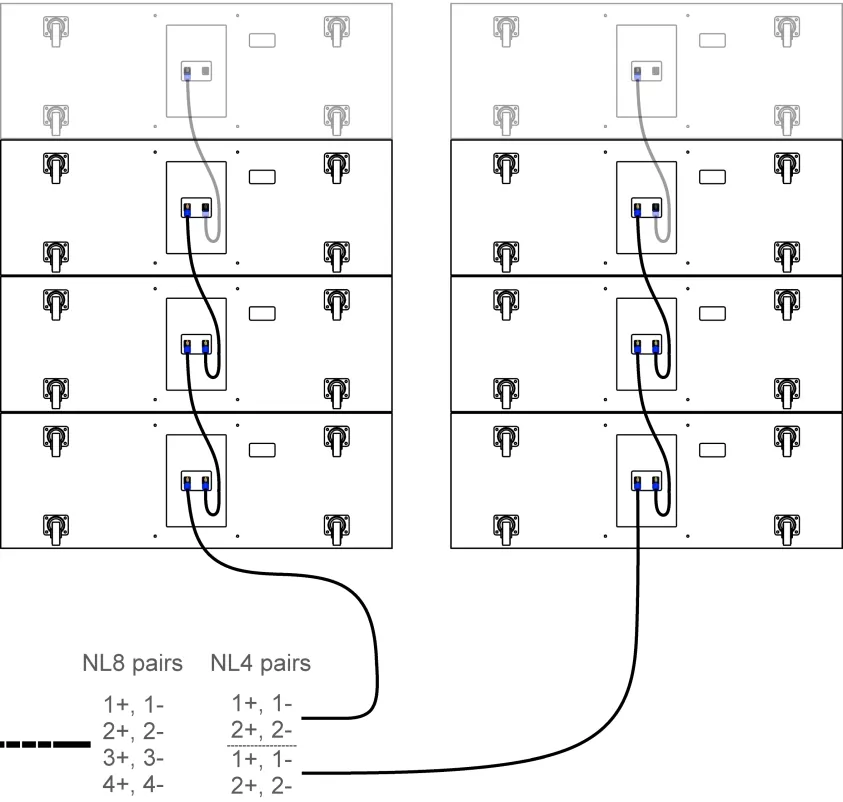 NL8 pairs NL4 pairs
1+, 1- 1+, 1-
2+, 2- 2+, 2-
3+, 3- 1+, 1-
4+, 4- 2+, 2-